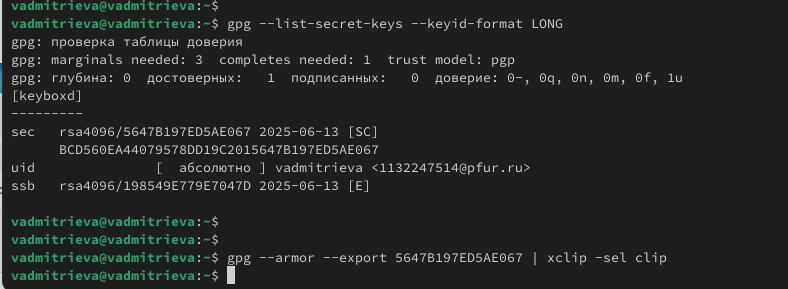 vadmitrieva@vadmitrieva:~$
vadmitrieva@vadmitrieva:~$ gpg --list-secret-keys --keyid-format LONG
gpg: проверка таблицы доверия
gpg: marginals needed: 3  completes needed: 1  trust model: pgp
gpg: глубина: 0  достоверных:   1  подписанных:   0  доверие: 0-, 0q, 0n, 0m, 0f, 1u
[keyboxd]
---------
sec   rsa4096/5647B197ED5AE067 2025-06-13 [SC]
      BCD560EA44079578DD19C2015647B197ED5AE067
uid               [  абсолютно ] vadmitrieva <1132247514@pfur.ru>
ssb   rsa4096/198549E779E7047D 2025-06-13 [E]
vadmitrieva@vadmitrieva:~$
vadmitrieva@vadmitrieva:~$
vadmitrieva@vadmitrieva:~$ gpg --armor --export 5647B197ED5AE067 | xclip -sel clip
vadmitrieva@vadmitrieva:~$